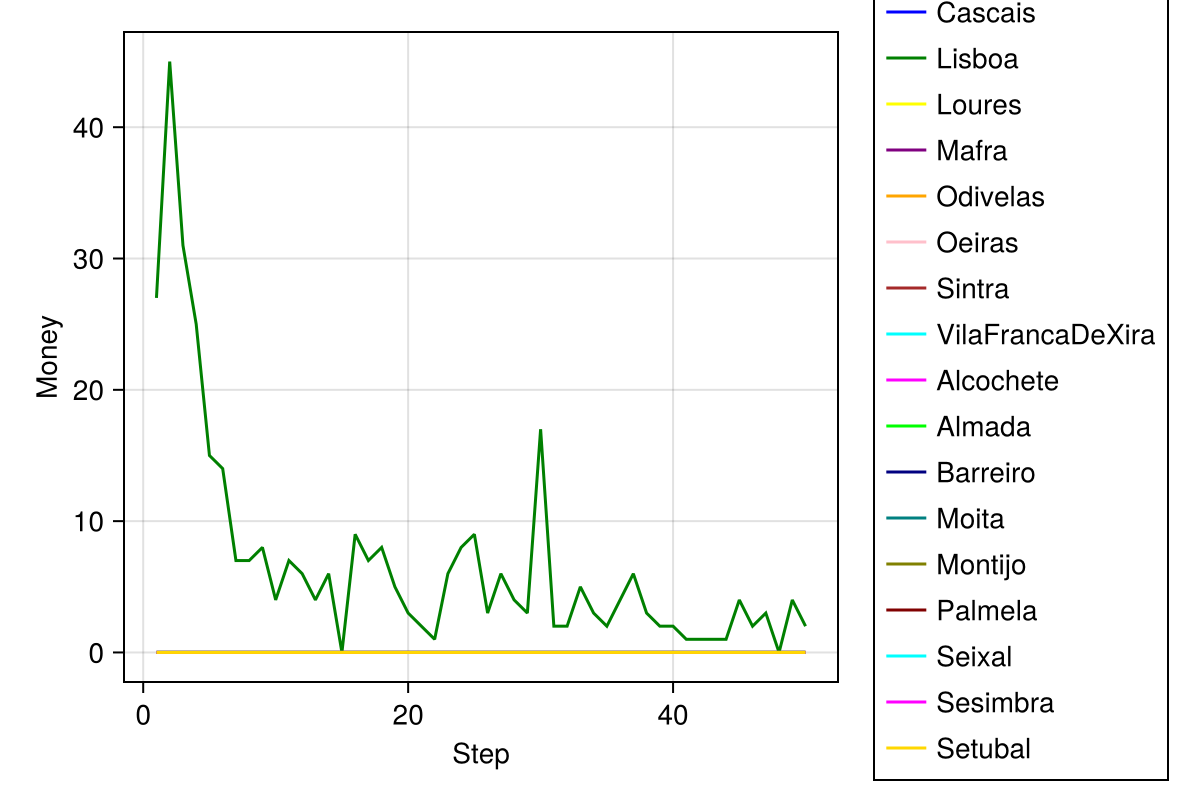 Cascais
Lisboa
Loures
Mafra
Odivelas
Oeiras
Sintra
VilaFrancaDeXira
Alcochete
Almada
Barreiro
Moita
Montijo
Palmela
Seixal
Sesimbra
Setubal
Money
40
30
20
10
0
0
20
40
Step